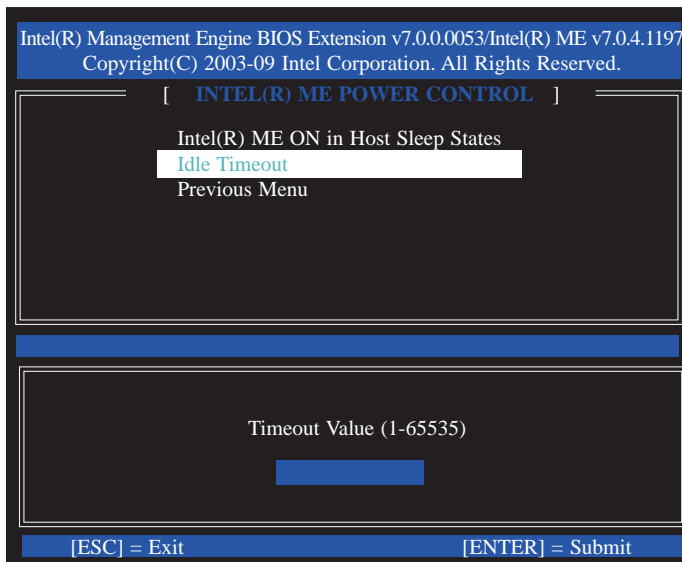 Intel(R) Management Engine BIOS Extension v7.0.0.0053/Intel(R) ME v7.0.4.1197
Copyright(C) 2003-09 Intel Corporation. All Rights Reserved.
[ INTEL(R) ME POWER CONTROL ]
Intel(R) ME ON in Host Sleep States
Idle Timeout
Previous Menu
Timeout Value (1-65535)
[ESC] = Exit [ENTER] = Submit